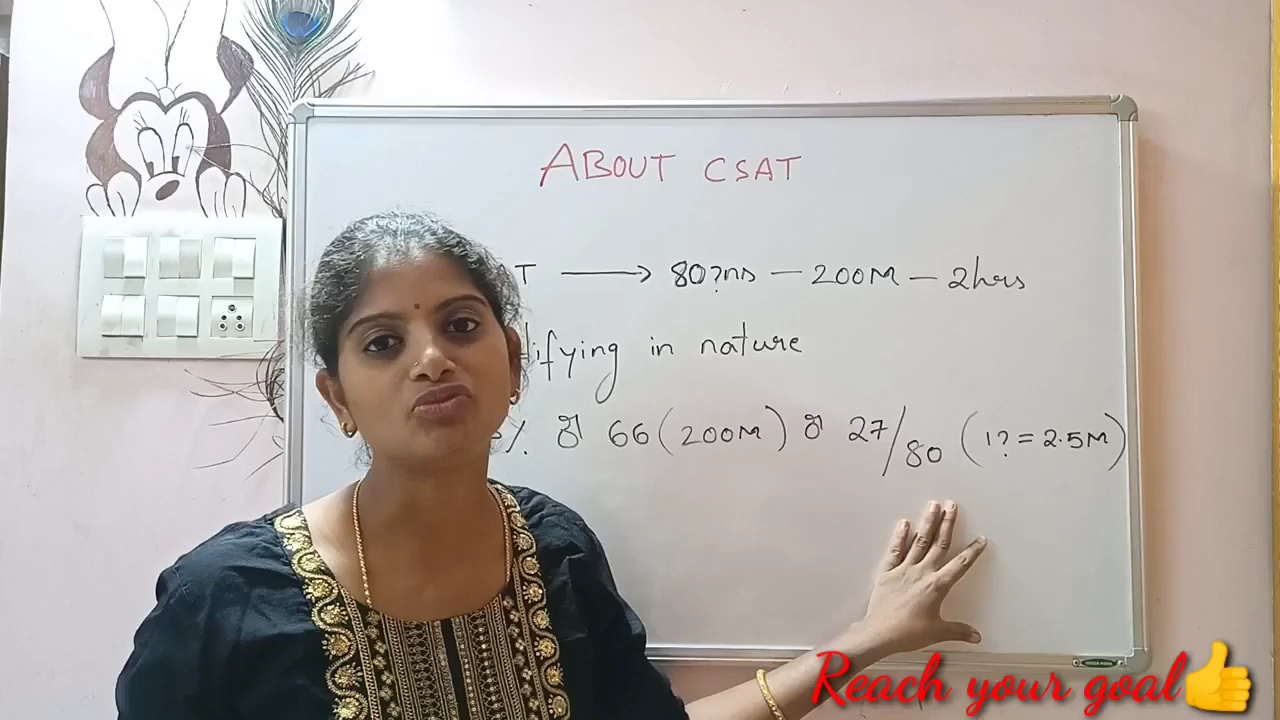 ABOUT CSAT
T → 80?ns — 200M — 2hrs
lifying in nature
% 66 (200M) 27/80 (1? = 2.5M)
Reach your goal👍